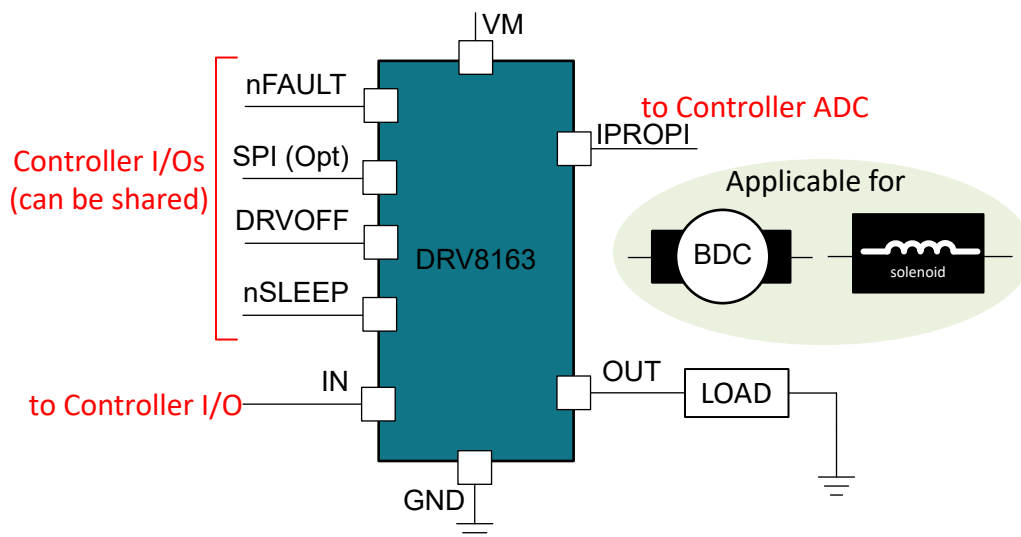 VM
nFAULT
to Controller ADC
IPROPI
SPI (Opt)
Controller I/Os
(can be shared)
Applicable for
DRVOFF
DRV8163
BDC
solenoid
nSLEEP
IN
OUT
to Controller I/O
LOAD
GND